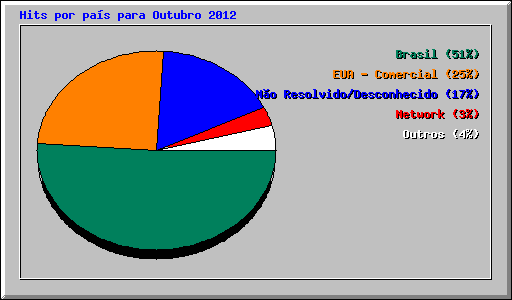 Hits por país para Outubro 2012
Brasil (51%)
EUA - Comercial (25%)
Não Resolvido/Desconhecido (17%)
Network (3%)
Outros (4%)